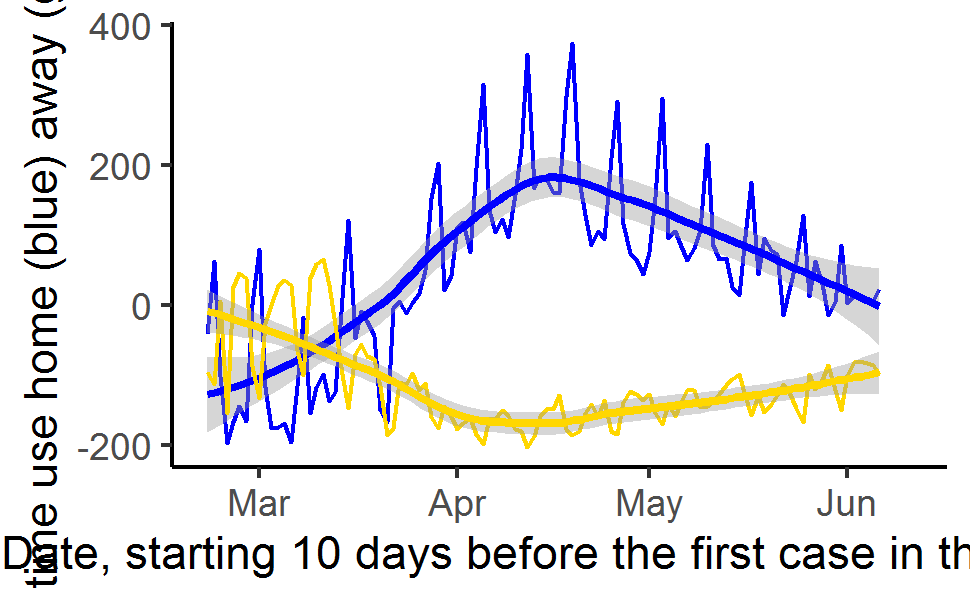 400
200
0
-200
time use home (blue) away (
Mar Apr May Jun
Date, starting 10 days before the first case in th